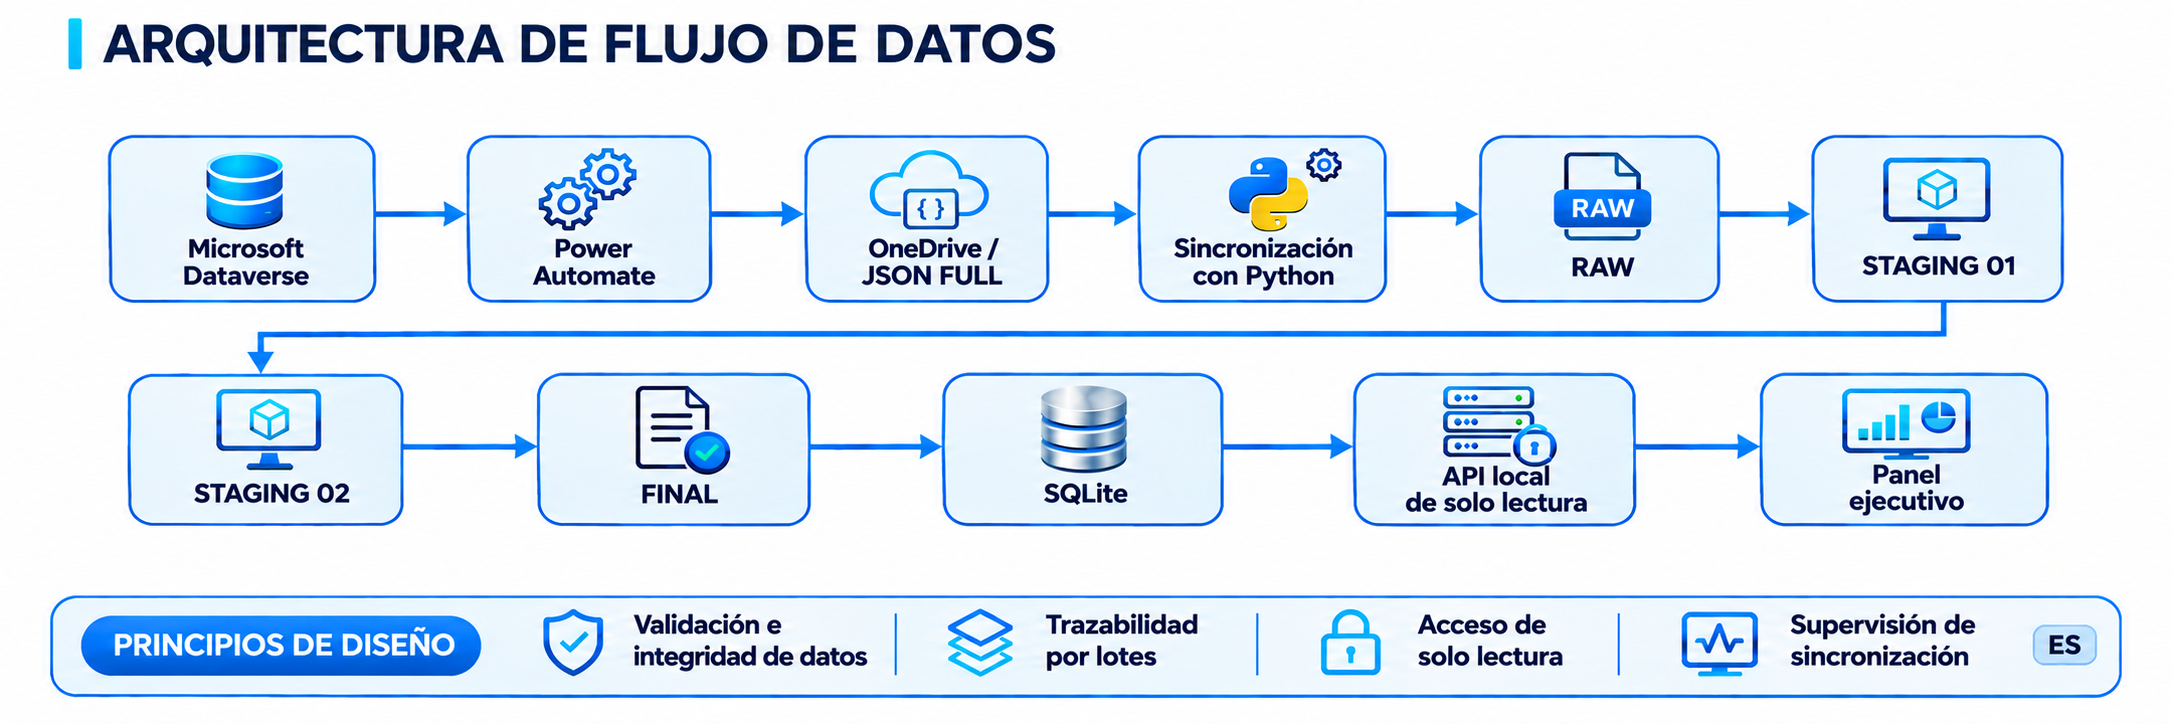 ARQUITECTURA DE FLUJO DE DATOS
Microsoft
Dataverse
Power
Automate
{ }
OneDrive /
JSON FULL
Sincronización
con Python
RAW
RAW
STAGING 01
STAGING 02
FINAL
SQLite
API local
de solo lectura
Panel
ejecutivo
PRINCIPIOS DE DISEÑO
Validación e
integridad de datos
Trazabilidad
por lotes
Acceso de
solo lectura
Supervisión de
sincronización
ES